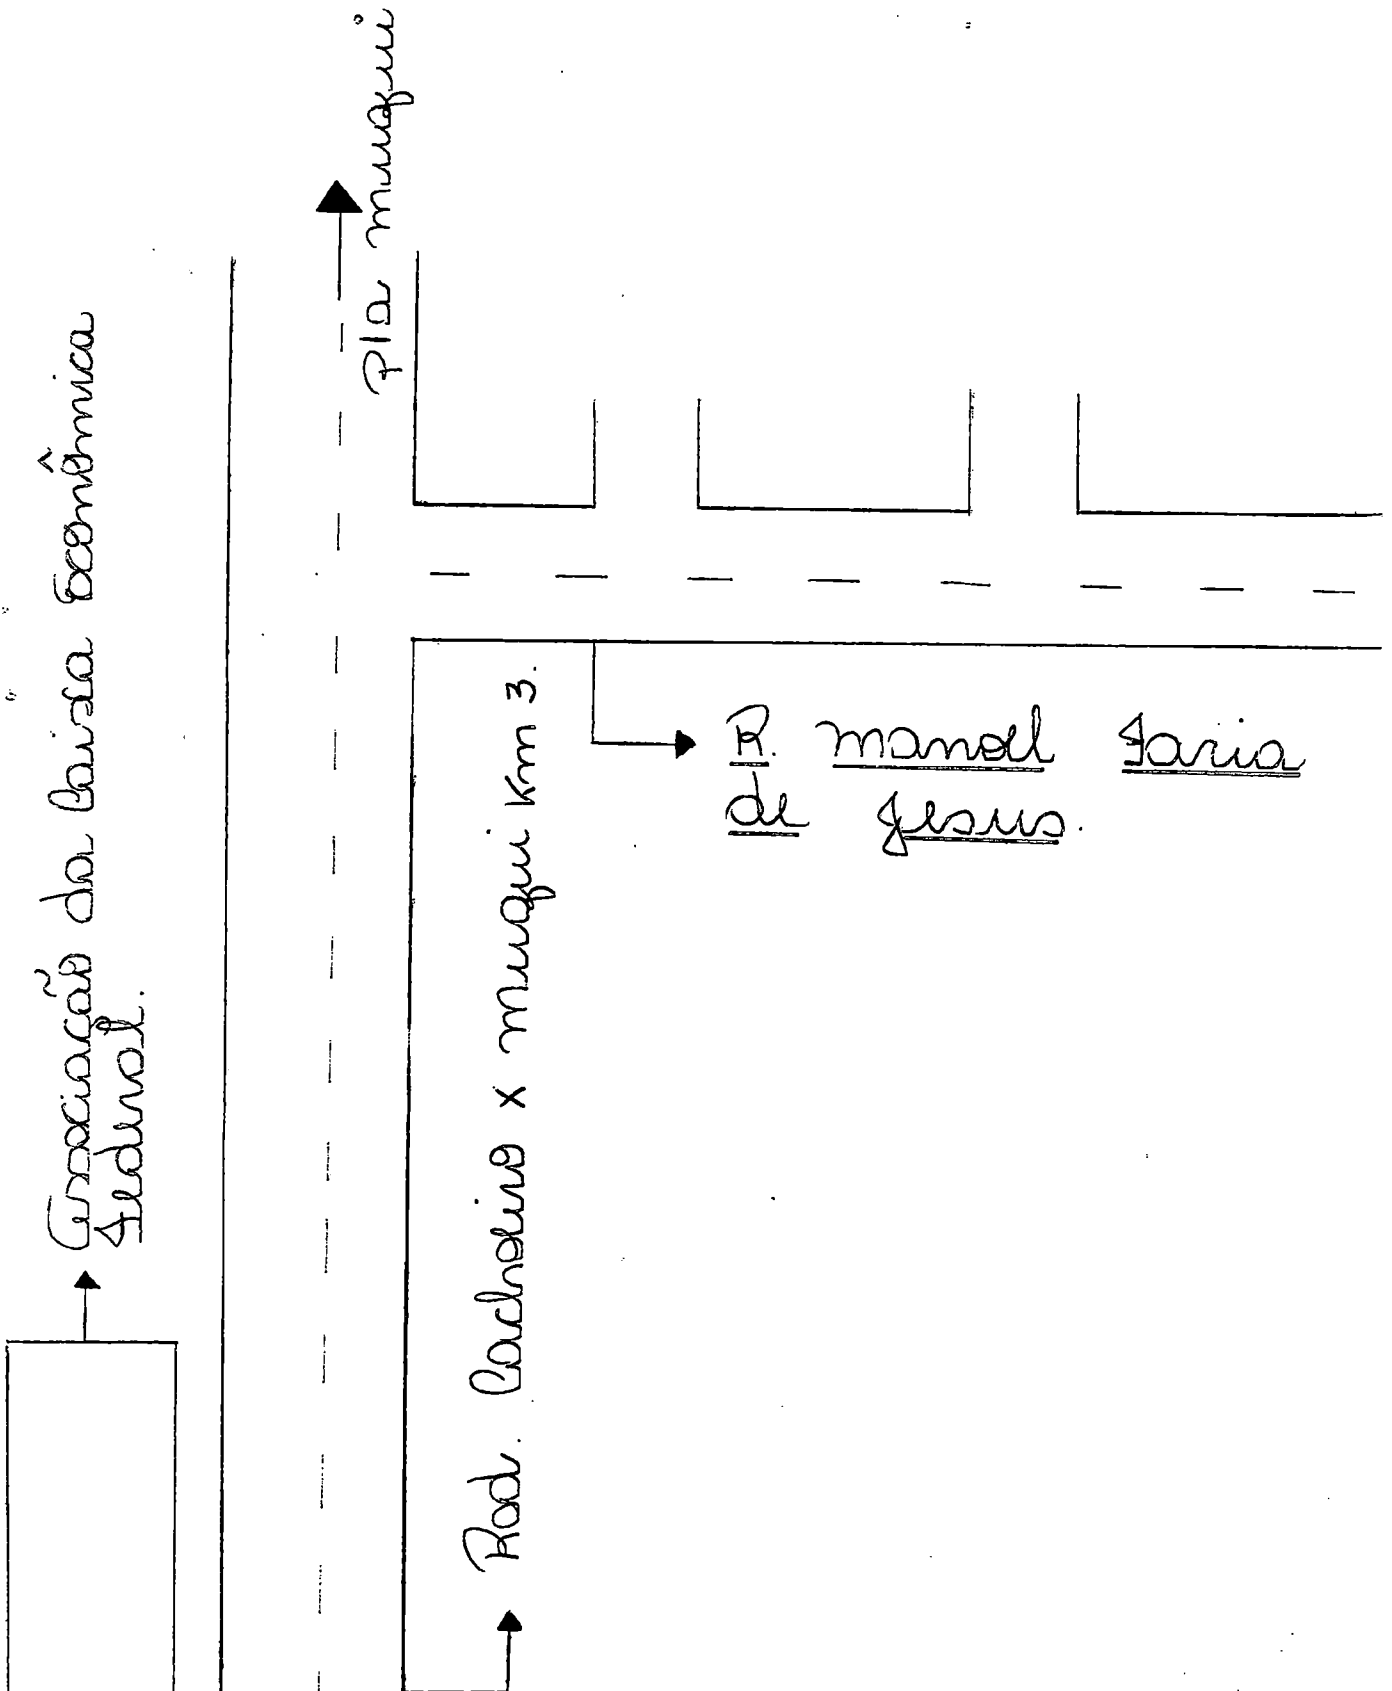 Associação da Caixa Econômica
Federal.
p/a muqui
Rod. Cachoeiro x muqui Km 3.
R. manoel Faria
de Jesus.